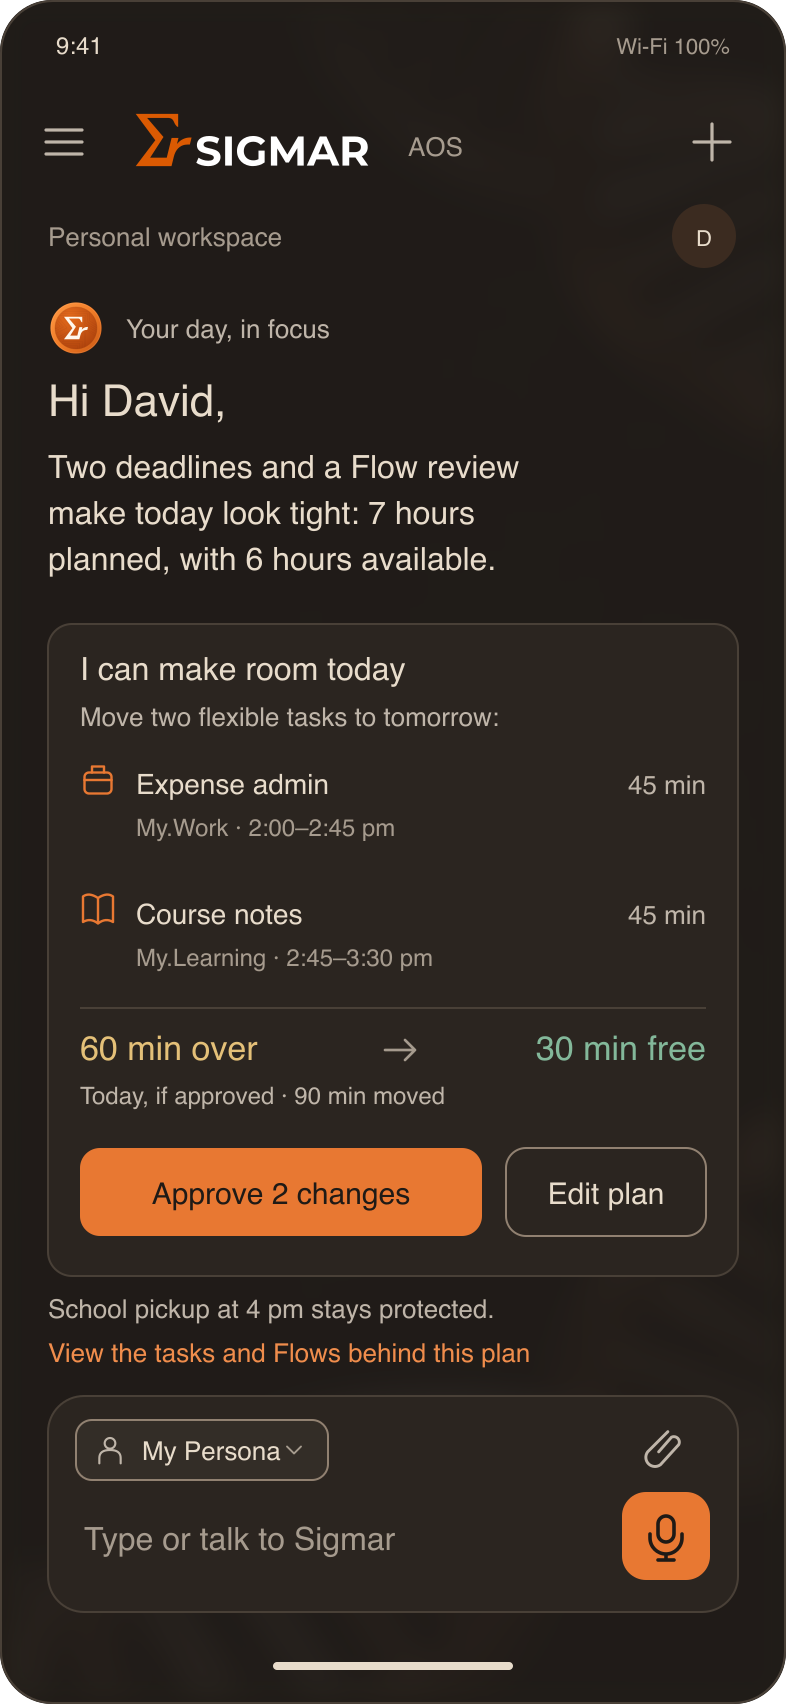 9:41 Wi-Fi 100%
Σr SIGMAR AOS
Personal workspace D
Σr Your day, in focus
Hi David,
Two deadlines and a Flow review
make today look tight: 7 hours
planned, with 6 hours available.
I can make room today
Move two flexible tasks to tomorrow:
Expense admin 45 min
My.Work · 2:00–2:45 pm
Course notes 45 min
My.Learning · 2:45–3:30 pm
60 min over → 30 min free
Today, if approved · 90 min moved
Approve 2 changes Edit plan
School pickup at 4 pm stays protected.
View the tasks and Flows behind this plan
My Persona
Type or talk to Sigmar